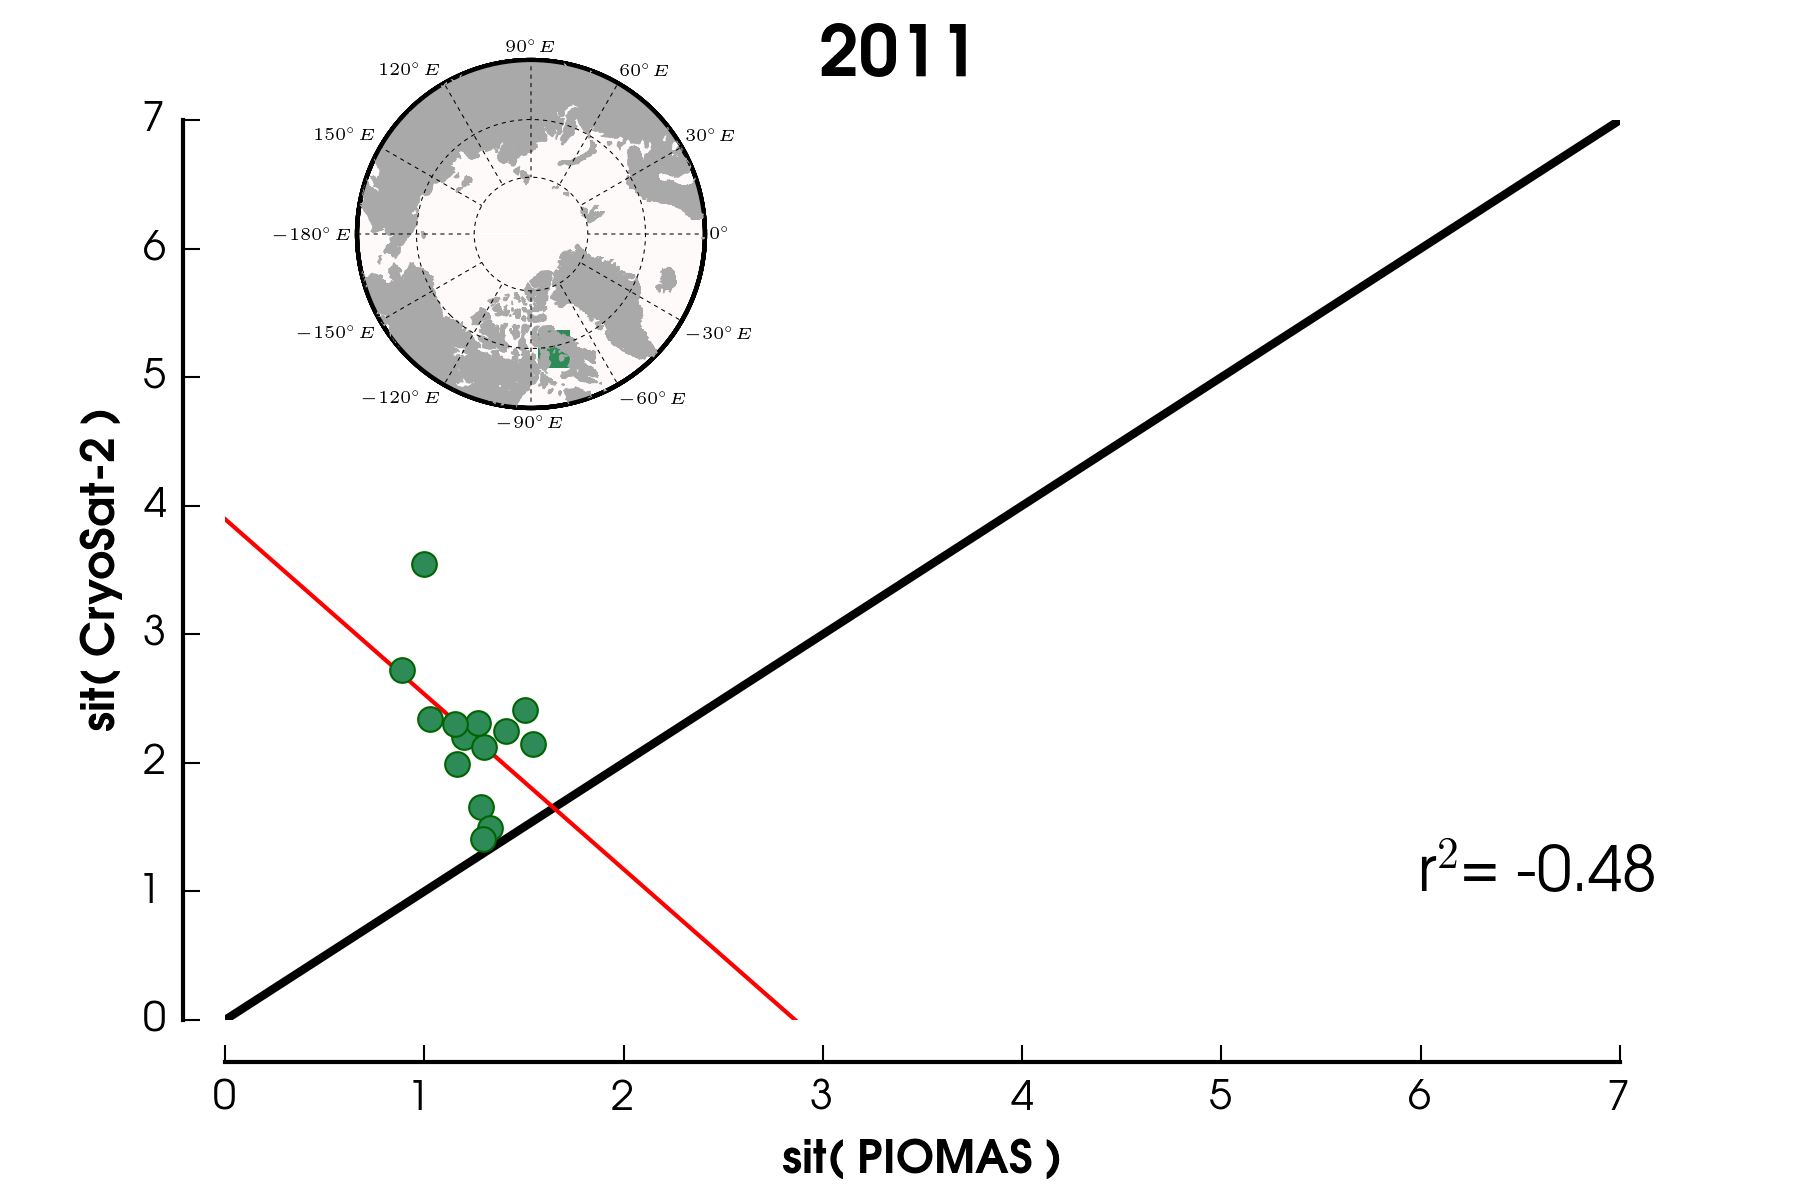 2011
90° E
120° E
60° E
150° E
30° E
−180° E
0°
−150° E
−30° E
−120° E
−60° E
−90° E
7
6
5
4
3
2
1
0
sit( CryoSat-2 )
r²= -0.48
0 1 2 3 4 5 6 7
sit( PIOMAS )